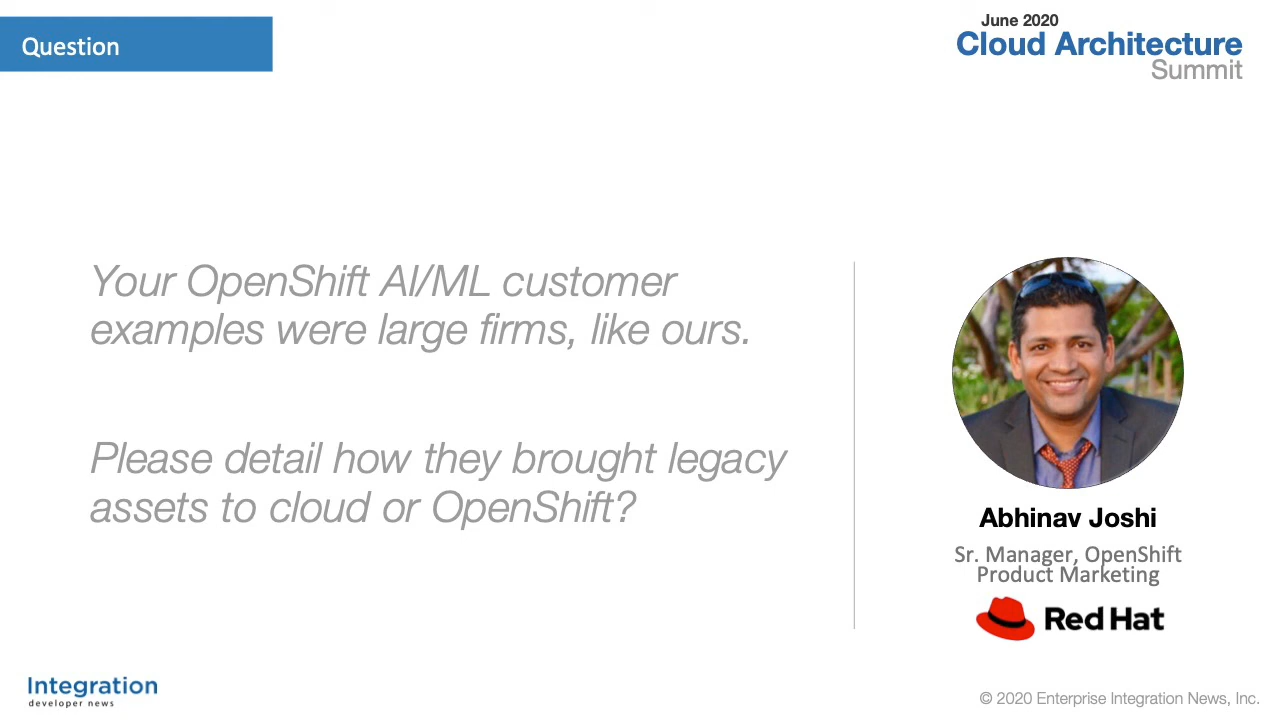 Question
June 2020
Cloud Architecture
Summit
Your OpenShift AI/ML customer
examples were large firms, like ours.
Please detail how they brought legacy
assets to cloud or OpenShift?
Abhinav Joshi
Sr. Manager, OpenShift
Product Marketing
Red Hat
Integration
developer news
© 2020 Enterprise Integration News, Inc.